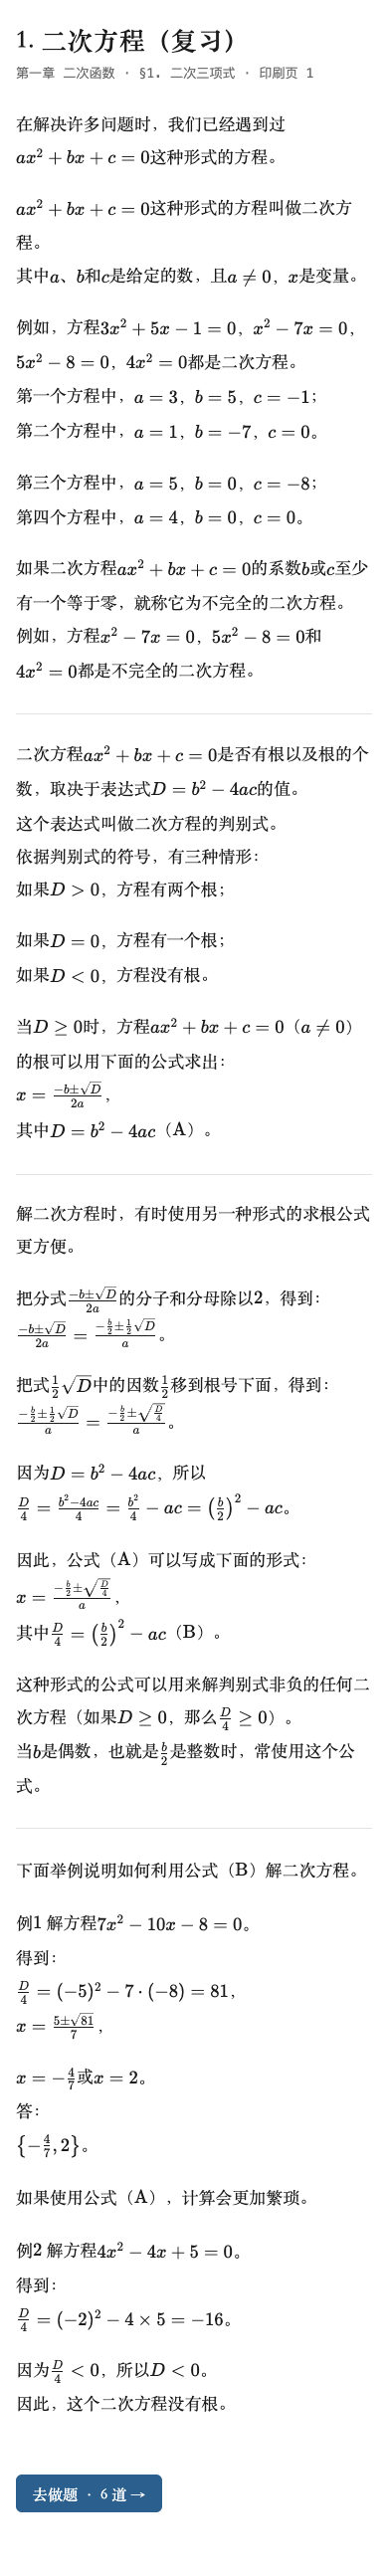 1. 二次方程（复习）
第一章 二次函数 · §1. 二次三项式 · 印刷页 1
在解决许多问题时，我们已经遇到过
ax² + bx + c = 0这种形式的方程。
ax² + bx + c = 0这种形式的方程叫做二次方
程。
其中a、b和c是给定的数，且a ≠ 0，x是变量。
例如，方程3x² + 5x − 1 = 0，x² − 7x = 0，
5x² − 8 = 0，4x² = 0都是二次方程。
第一个方程中，a = 3，b = 5，c = −1；
第二个方程中，a = 1，b = −7，c = 0。
第三个方程中，a = 5，b = 0，c = −8；
第四个方程中，a = 4，b = 0，c = 0。
如果二次方程ax² + bx + c = 0的系数b或c至少
有一个等于零，就称它为不完全的二次方程。
例如，方程x² − 7x = 0，5x² − 8 = 0和
4x² = 0都是不完全的二次方程。
二次方程ax² + bx + c = 0是否有根以及根的个
数，取决于表达式D = b² − 4ac的值。
这个表达式叫做二次方程的判别式。
依据判别式的符号，有三种情形：
如果D > 0，方程有两个根；
如果D = 0，方程有一个根；
如果D < 0，方程没有根。
当D ≥ 0时，方程ax² + bx + c = 0（a ≠ 0）
的根可以用下面的公式求出：
x = (−b±√D)/(2a)，
其中D = b² − 4ac（A）。
解二次方程时，有时使用另一种形式的求根公式
更方便。
把分式(−b±√D)/(2a)的分子和分母除以2，得到：
(−b±√D)/(2a) = (−b/2±1/2√D)/a。
把式1/2√D中的因数1/2移到根号下面，得到：
(−b/2±1/2√D)/a = (−b/2±√(D/4))/a。
因为D = b² − 4ac，所以
D/4 = (b²−4ac)/4 = b²/4 − ac = (b/2)² − ac。
因此，公式（A）可以写成下面的形式：
x = (−b/2±√(D/4))/a，
其中D/4 = (b/2)² − ac（B）。
这种形式的公式可以用来解判别式非负的任何二
次方程（如果D ≥ 0，那么D/4 ≥ 0）。
当b是偶数，也就是b/2是整数时，常使用这个公
式。
下面举例说明如何利用公式（B）解二次方程。
例1 解方程7x² − 10x − 8 = 0。
得到：
D/4 = (−5)² − 7 · (−8) = 81，
x = (5±√81)/7，
x = −4/7或x = 2。
答：
{−4/7, 2}。
如果使用公式（A），计算会更加繁琐。
例2 解方程4x² − 4x + 5 = 0。
得到：
D/4 = (−2)² − 4 × 5 = −16。
因为D/4 < 0，所以D < 0。
因此，这个二次方程没有根。
去做题 · 6 道 →